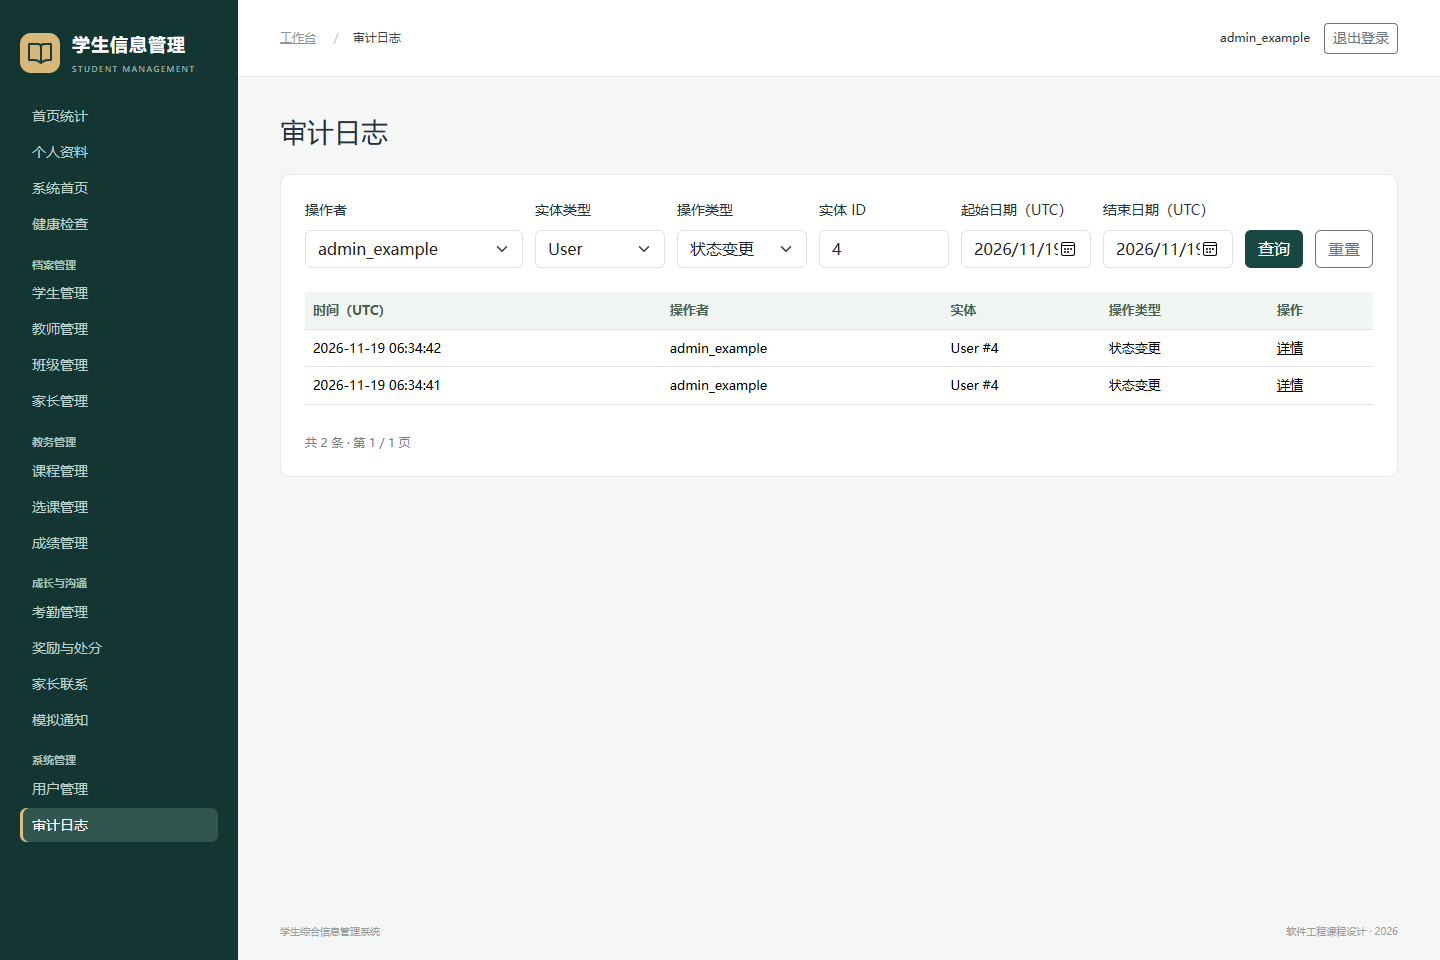 学生信息管理
STUDENT MANAGEMENT
首页统计
个人资料
系统首页
健康检查
档案管理
学生管理
教师管理
班级管理
家长管理
教务管理
课程管理
选课管理
成绩管理
成长与沟通
考勤管理
奖励与处分
家长联系
模拟通知
系统管理
用户管理
审计日志
工作台 / 审计日志
admin_example 退出登录
审计日志
操作者 实体类型 操作类型 实体 ID 起始日期（UTC） 结束日期（UTC）
admin_example User 状态变更 4 2026/11/19 2026/11/19 查询 重置
时间（UTC） 操作者 实体 操作类型 操作
2026-11-19 06:34:42 admin_example User #4 状态变更 详情
2026-11-19 06:34:41 admin_example User #4 状态变更 详情
共 2 条 · 第 1 / 1 页
学生综合信息管理系统 软件工程课程设计 · 2026